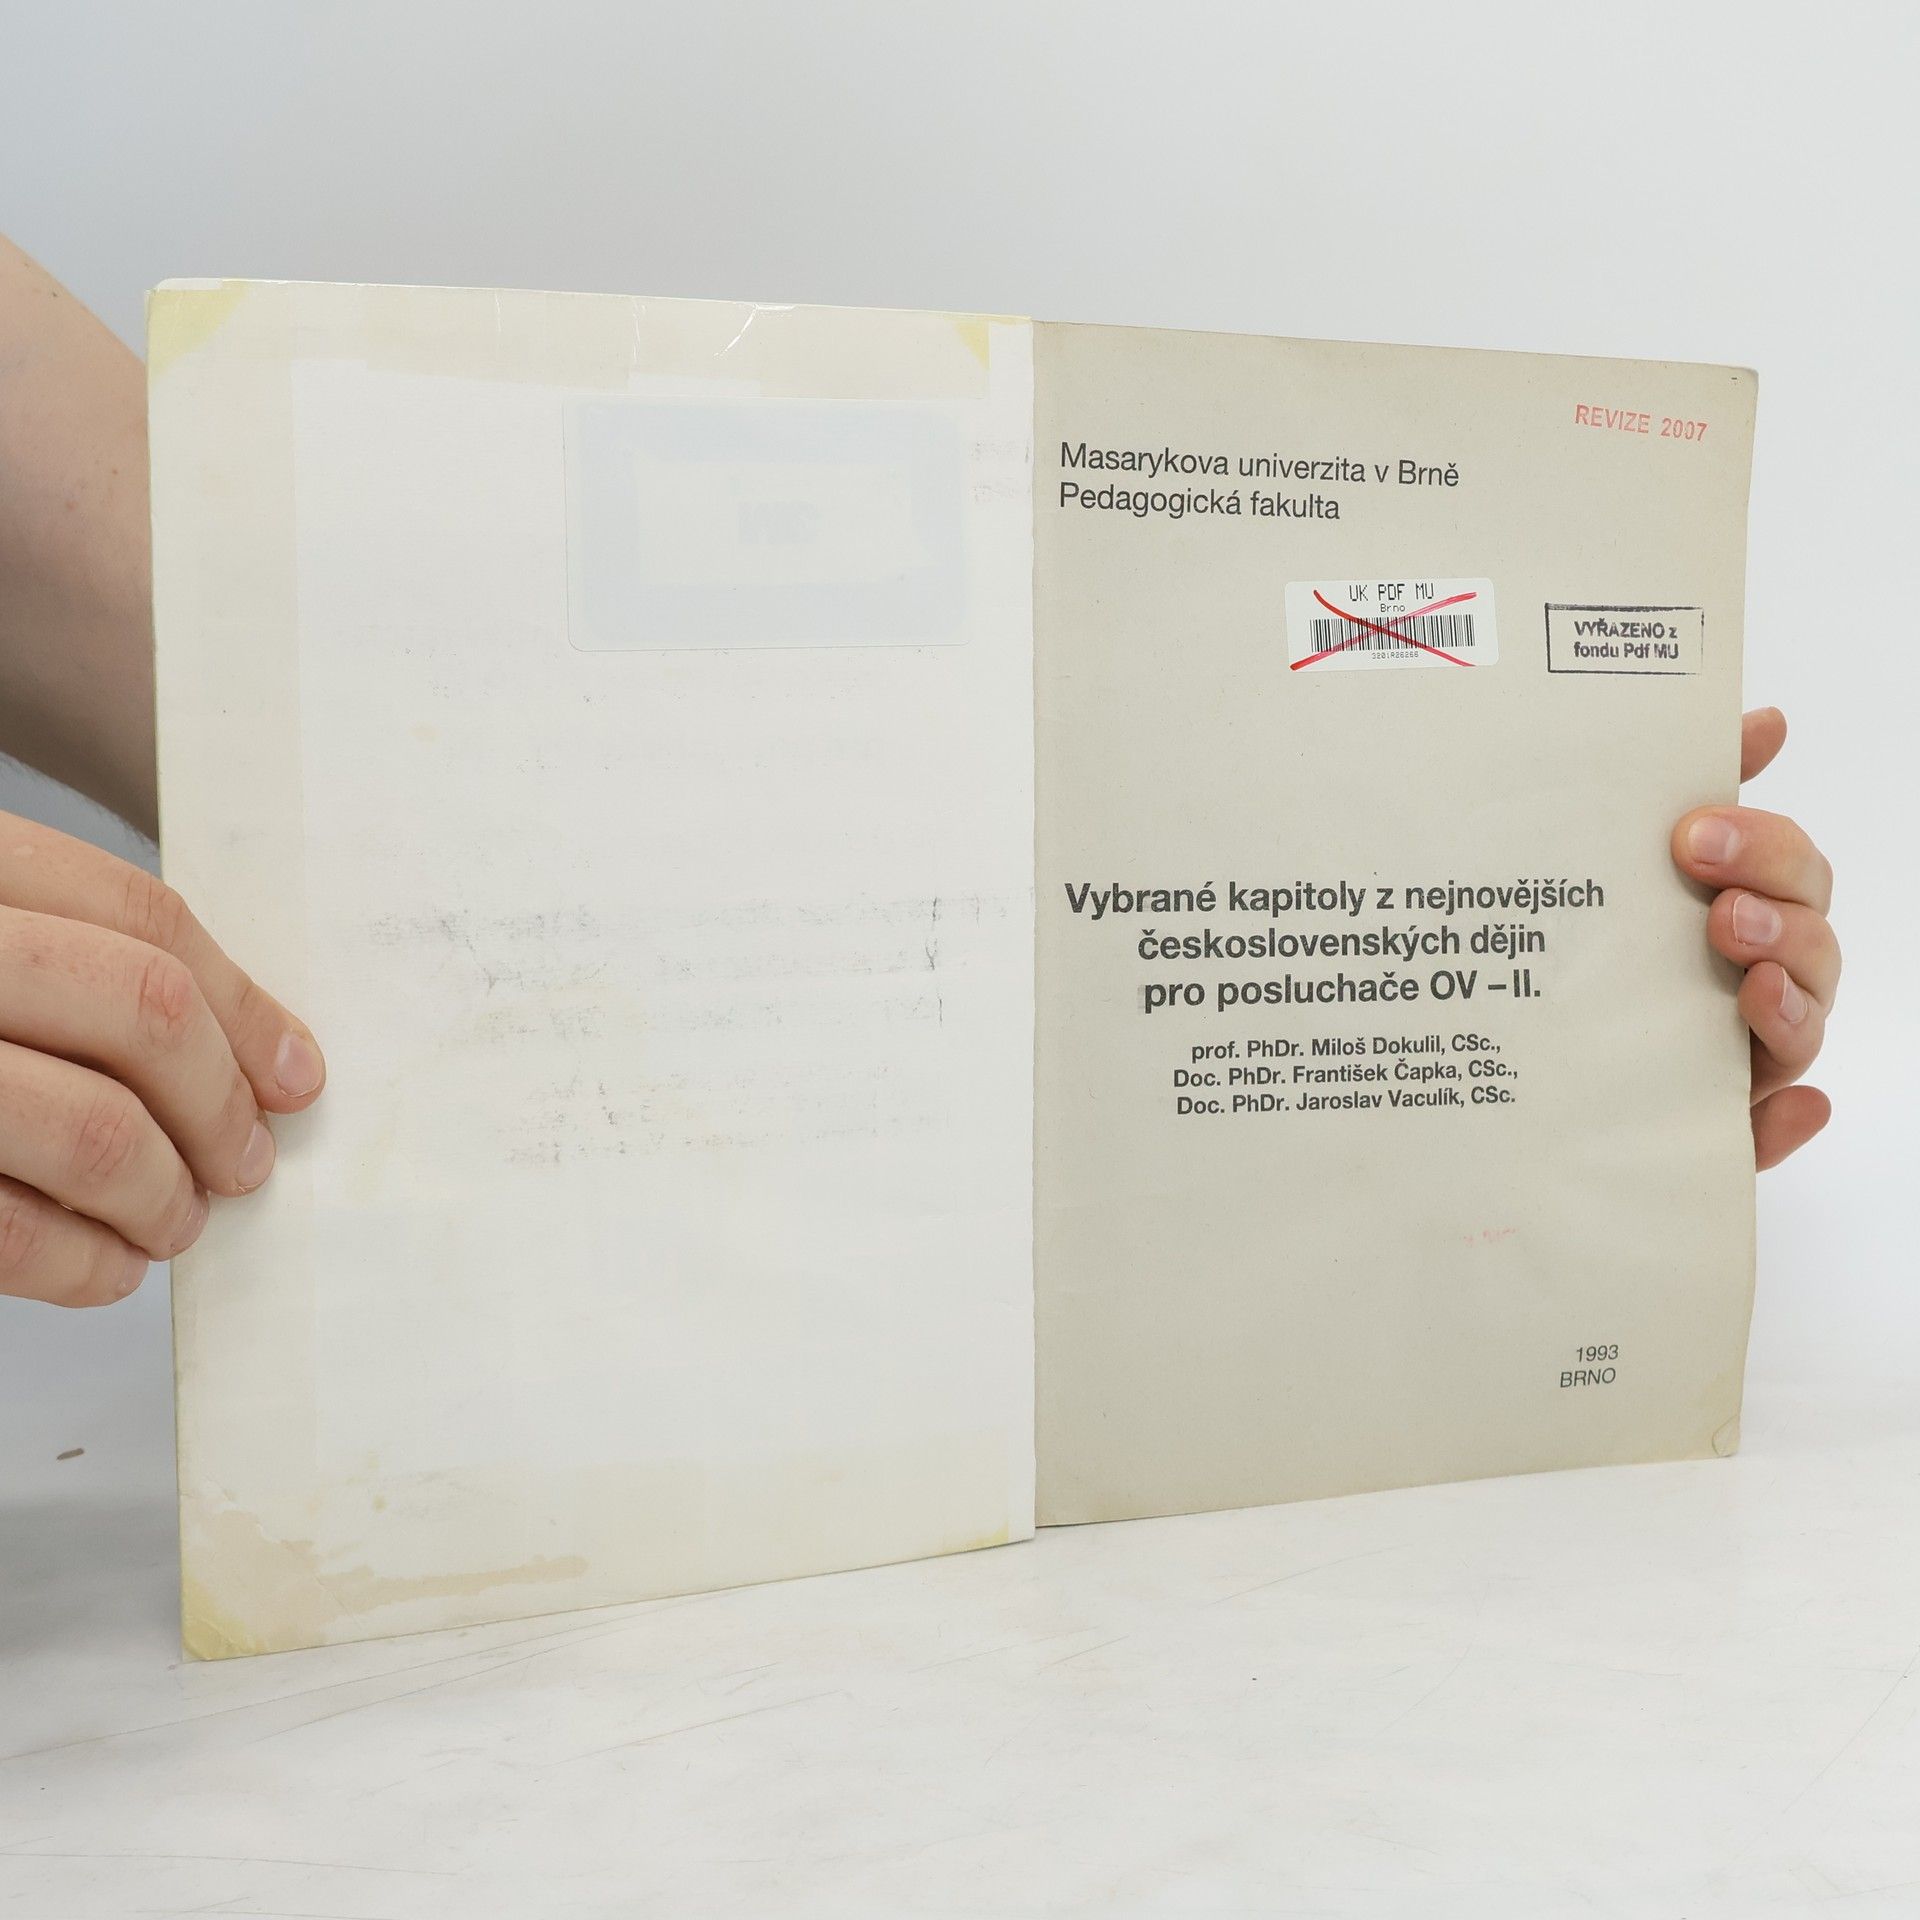 REVIZE 2007
Masarykova univerzita v Brně
Pedagogická fakulta
UK PDF MU
Brno
VYŘAZENO z
fondu Pdf MU
Vybrané kapitoly z nejnovějších
československých dějin
pro posluchače OV – II.
prof. PhDr. Miloš Dokulil, CSc.,
Doc. PhDr. František Čapka, CSc.,
Doc. PhDr. Jaroslav Vaculík, CSc.
1993
BRNO